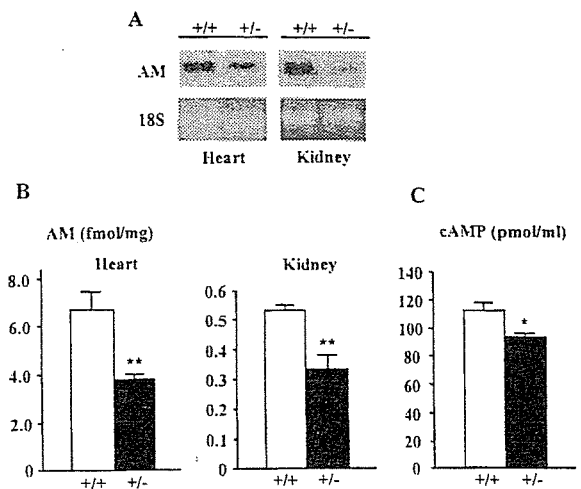 A
+/+ +/- +/+ +/-
AM
18S
Heart Kidney
B
C
AM (fmol/mg)
cAMP (pmol/ml)
Heart
Kidney
8.0
6.0
4.0
2.0
0
**
+/+ +/-
0.6
0.5
0.4
0.3
0.2
0.1
0
**
+/+ +/-
140
120
100
80
60
40
20
0
*
+/+ +/-